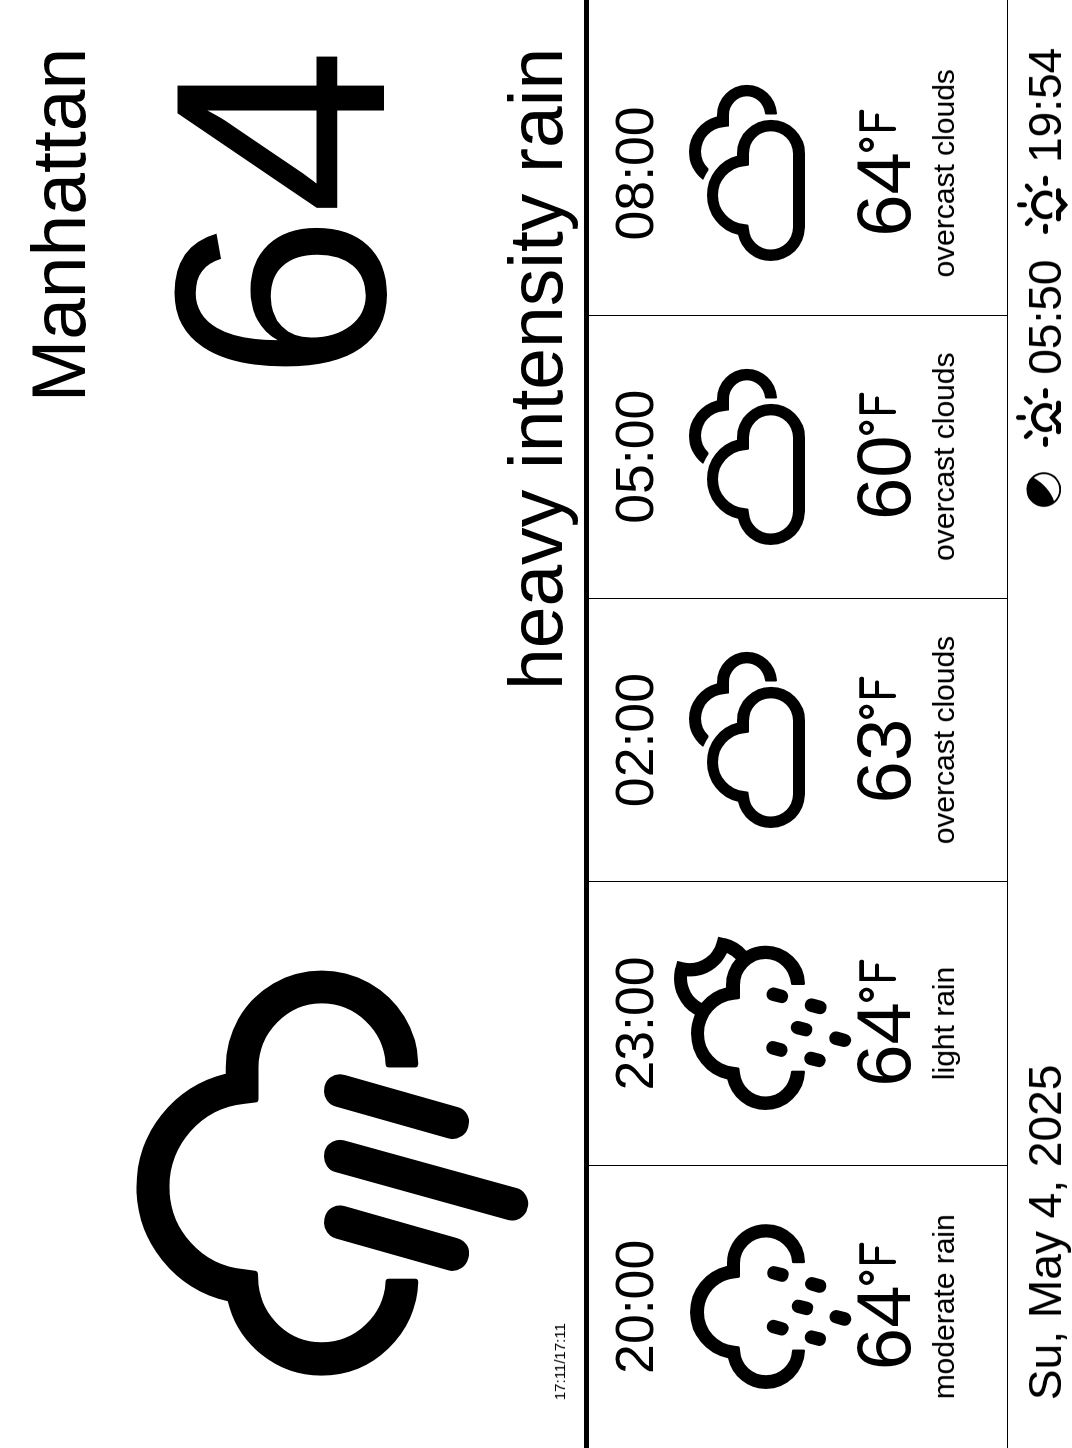 Manhattan
64
heavy intensity rain
17:11/17:11
20:00
64°F
moderate rain
23:00
64°F
light rain
02:00
63°F
overcast clouds
05:00
60°F
overcast clouds
08:00
64°F
overcast clouds
Su, May 4, 2025
05:50 19:54